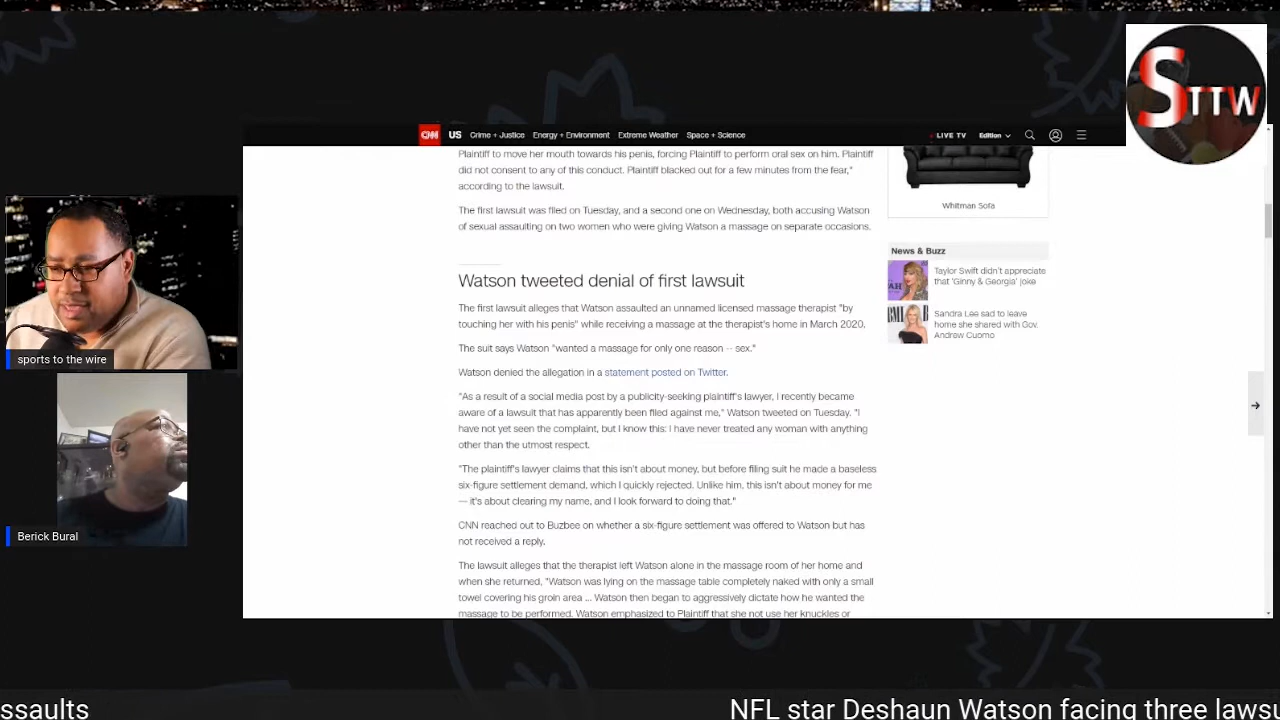 STTW
CNN US Crime + Justice Energy + Environment Extreme Weather Space + Science LIVE TV Edition
Plaintiff to move her mouth towards his penis, forcing Plaintiff to perform oral sex on him. Plaintiff
did not consent to any of this conduct. Plaintiff blacked out for a few minutes from the fear,"
according to the lawsuit.
The first lawsuit was filed on Tuesday, and a second one on Wednesday, both accusing Watson
of sexual assaulting on two women who were giving Watson a massage on separate occasions.
Watson tweeted denial of first lawsuit
The first lawsuit alleges that Watson assaulted an unnamed licensed massage therapist "by
touching her with his penis" while receiving a massage at the therapist's home in March 2020.
The suit says Watson "wanted a massage for only one reason -- sex."
Watson denied the allegation in a statement posted on Twitter.
"As a result of a social media post by a publicity-seeking plaintiff's lawyer, I recently became
aware of a lawsuit that has apparently been filed against me," Watson tweeted on Tuesday. "I
have not yet seen the complaint, but I know this: I have never treated any woman with anything
other than the utmost respect.
"The plaintiff's lawyer claims that this isn't about money, but before filing suit he made a baseless
six-figure settlement demand, which I quickly rejected. Unlike him, this isn't about money for me
— it's about clearing my name, and I look forward to doing that."
CNN reached out to Buzbee on whether a six-figure settlement was offered to Watson but has
not received a reply.
The lawsuit alleges that the therapist left Watson alone in the massage room of her home and
when she returned, "Watson was lying on the massage table completely naked with only a small
towel covering his groin area ... Watson then began to aggressively dictate how he wanted the
massage to be performed. Watson emphasized to Plaintiff that she not use her knuckles or
Whitman Sofa
News & Buzz
Taylor Swift didn't appreciate
that 'Ginny & Georgia' joke
Sandra Lee sad to leave
home she shared with Gov.
Andrew Cuomo
sports to the wire
Berick Bural
ssaults NFL star Deshaun Watson facing three lawsu